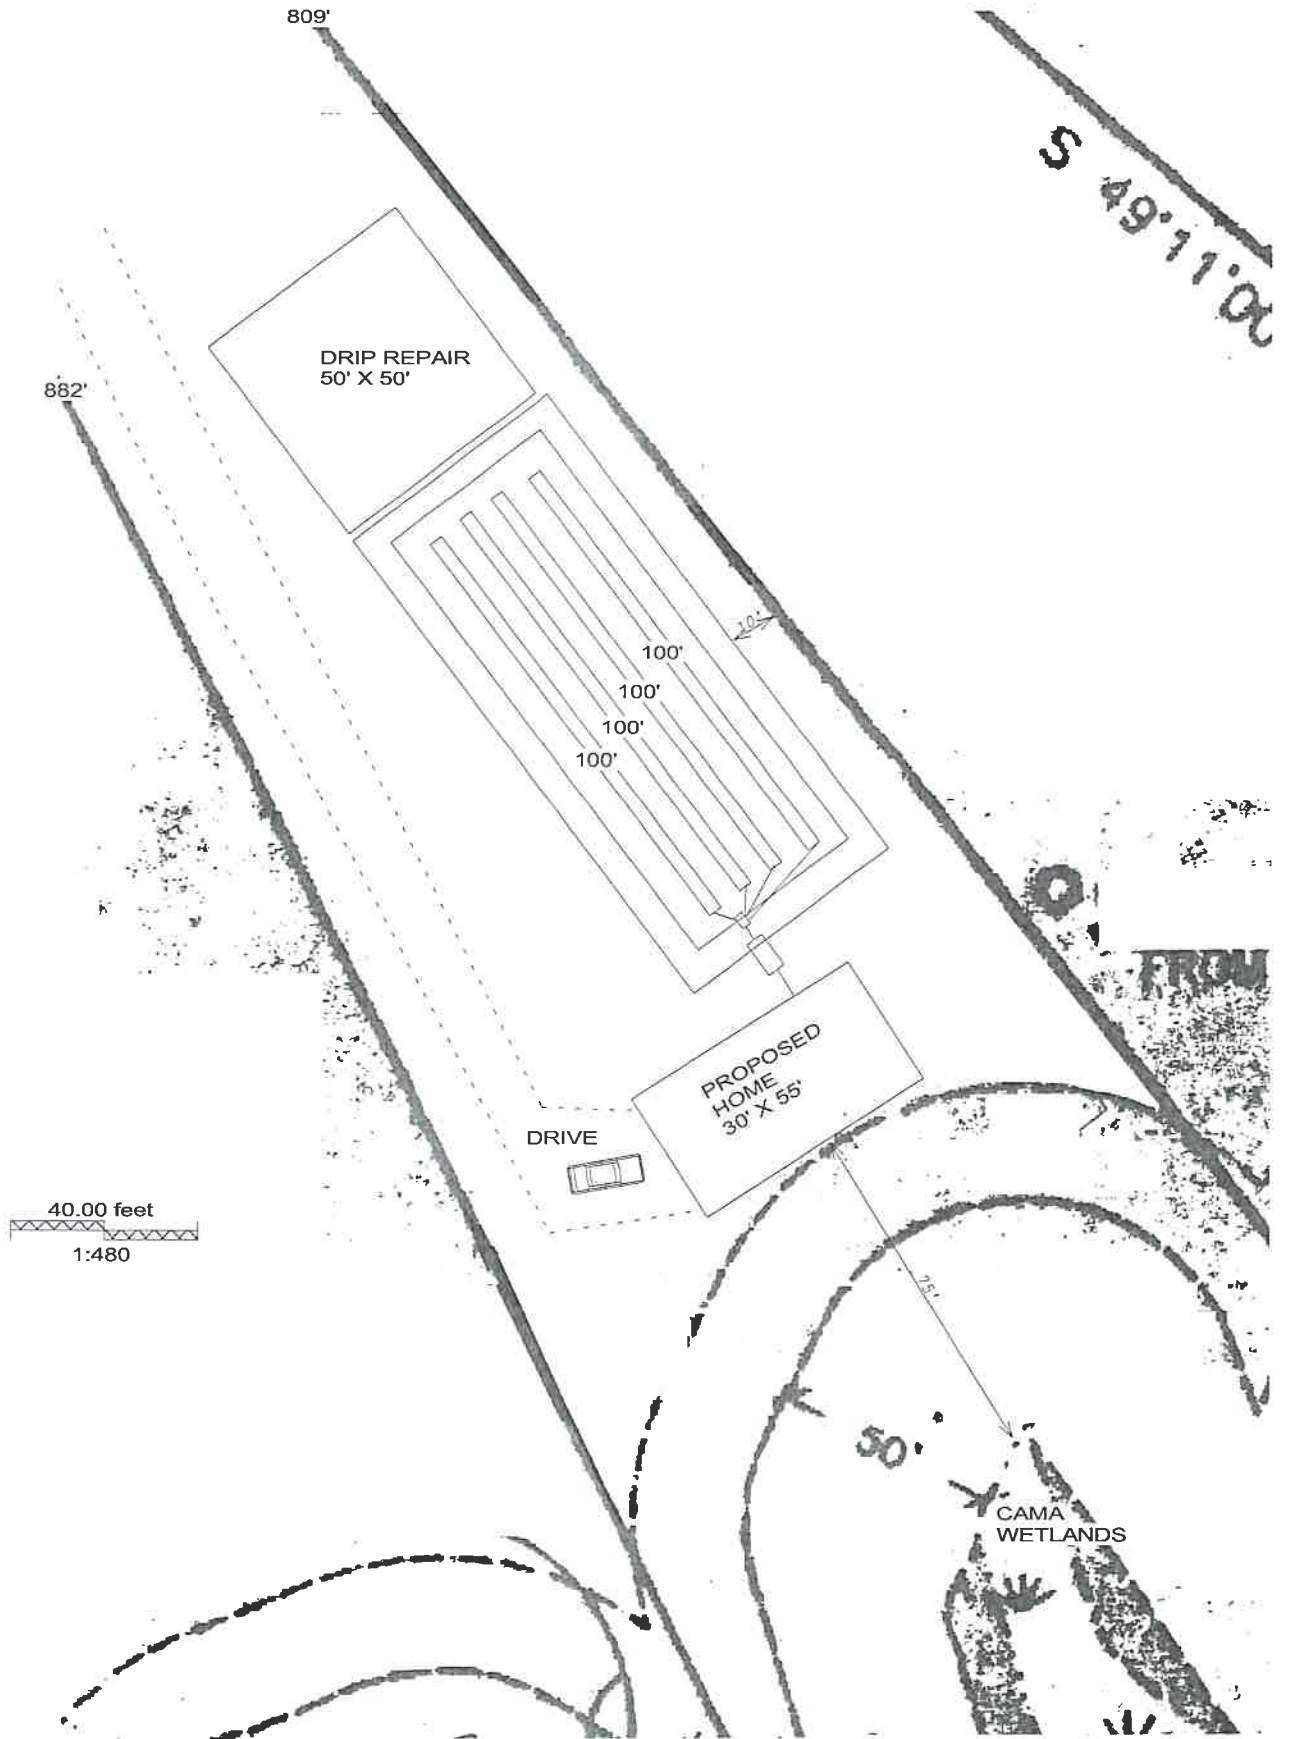 809'
S 49°11'00
DRIP REPAIR
50' X 50'
882'
10'
100'
100'
100'
100'
FROM
PROPOSED
HOME
30' X 55'
DRIVE
40.00 feet
1:480
75'
50'
CAMA
WETLANDS